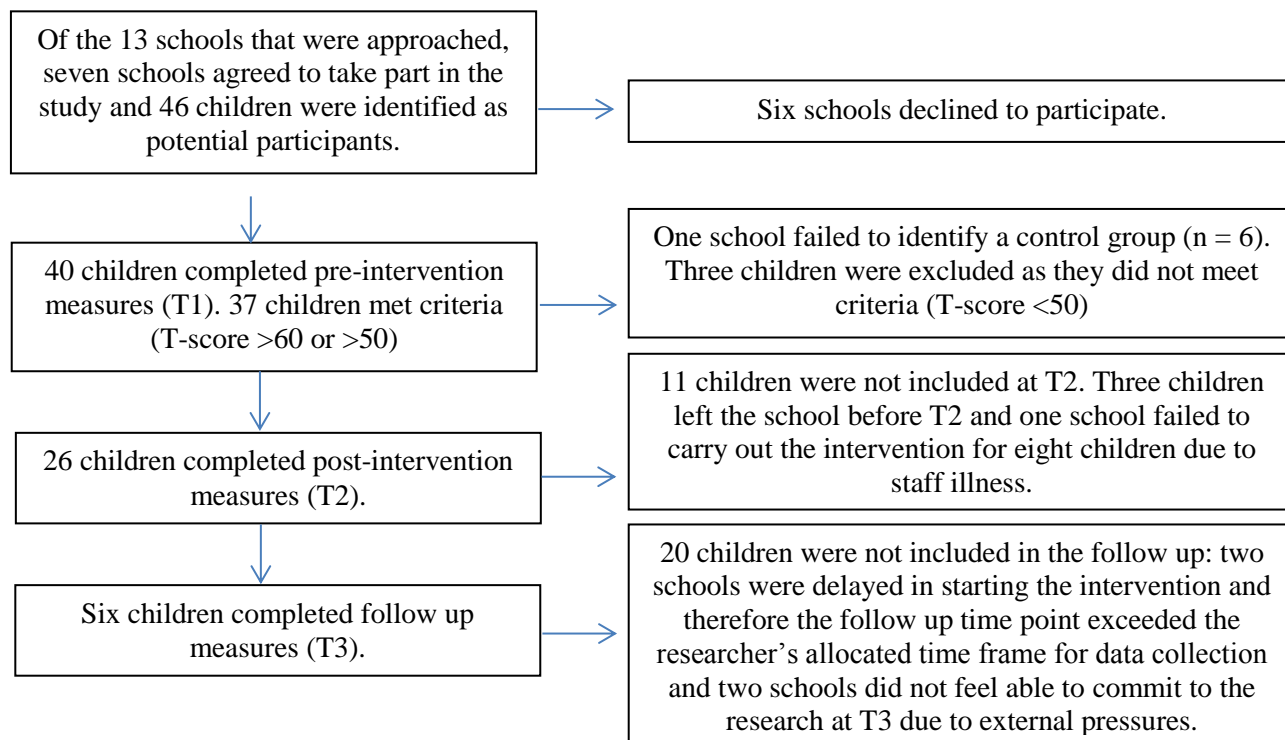 Of the 13 schools that were approached,
seven schools agreed to take part in the
study and 46 children were identified as
potential participants.
Six schools declined to participate.
40 children completed pre-intervention
measures (T1). 37 children met criteria
(T-score >60 or >50)
One school failed to identify a control group (n = 6).
Three children were excluded as they did not meet
criteria (T-score <50)
26 children completed post-intervention
measures (T2).
11 children were not included at T2. Three children
left the school before T2 and one school failed to
carry out the intervention for eight children due to
staff illness.
Six children completed follow up
measures (T3).
20 children were not included in the follow up: two
schools were delayed in starting the intervention and
therefore the follow up time point exceeded the
researcher’s allocated time frame for data collection
and two schools did not feel able to commit to the
research at T3 due to external pressures.